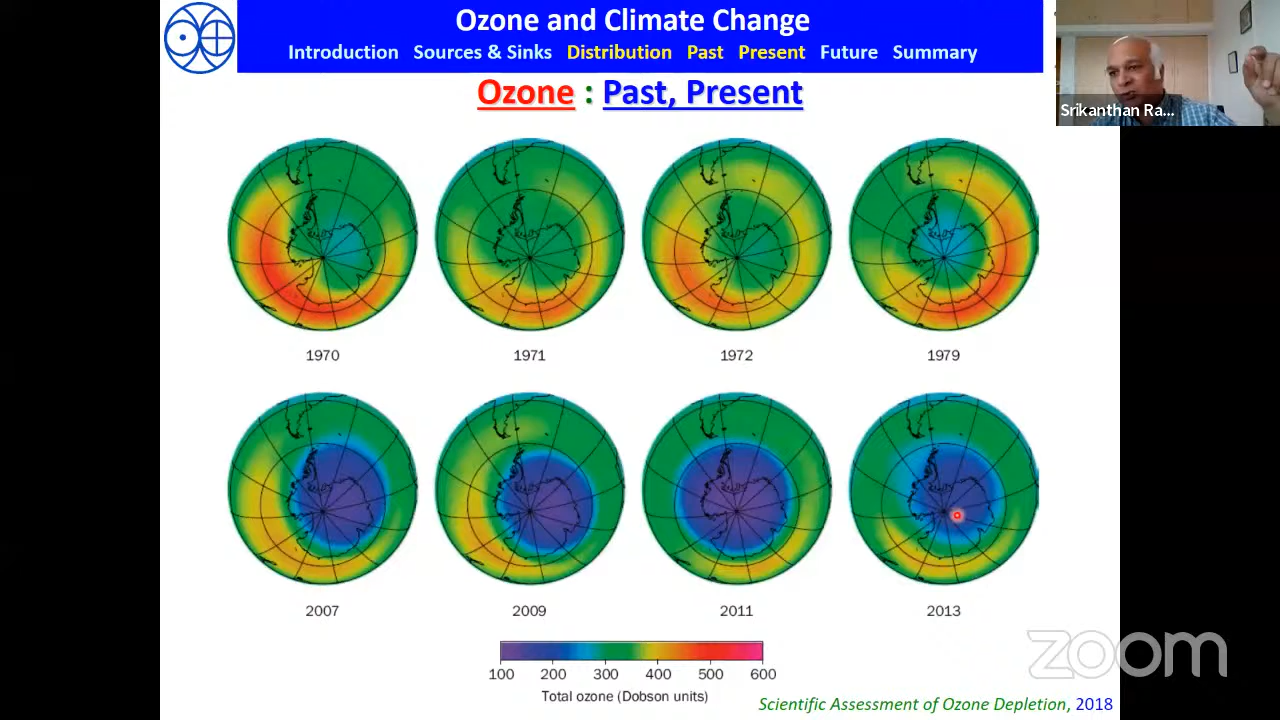 Ozone and Climate Change
Introduction Sources & Sinks Distribution Past Present Future Summary
Srikanthan Ra...
Ozone : Past, Present
1970 1971 1972 1979
2007 2009 2011 2013
100 200 300 400 500 600
Total ozone (Dobson units)
zoom
Scientific Assessment of Ozone Depletion, 2018